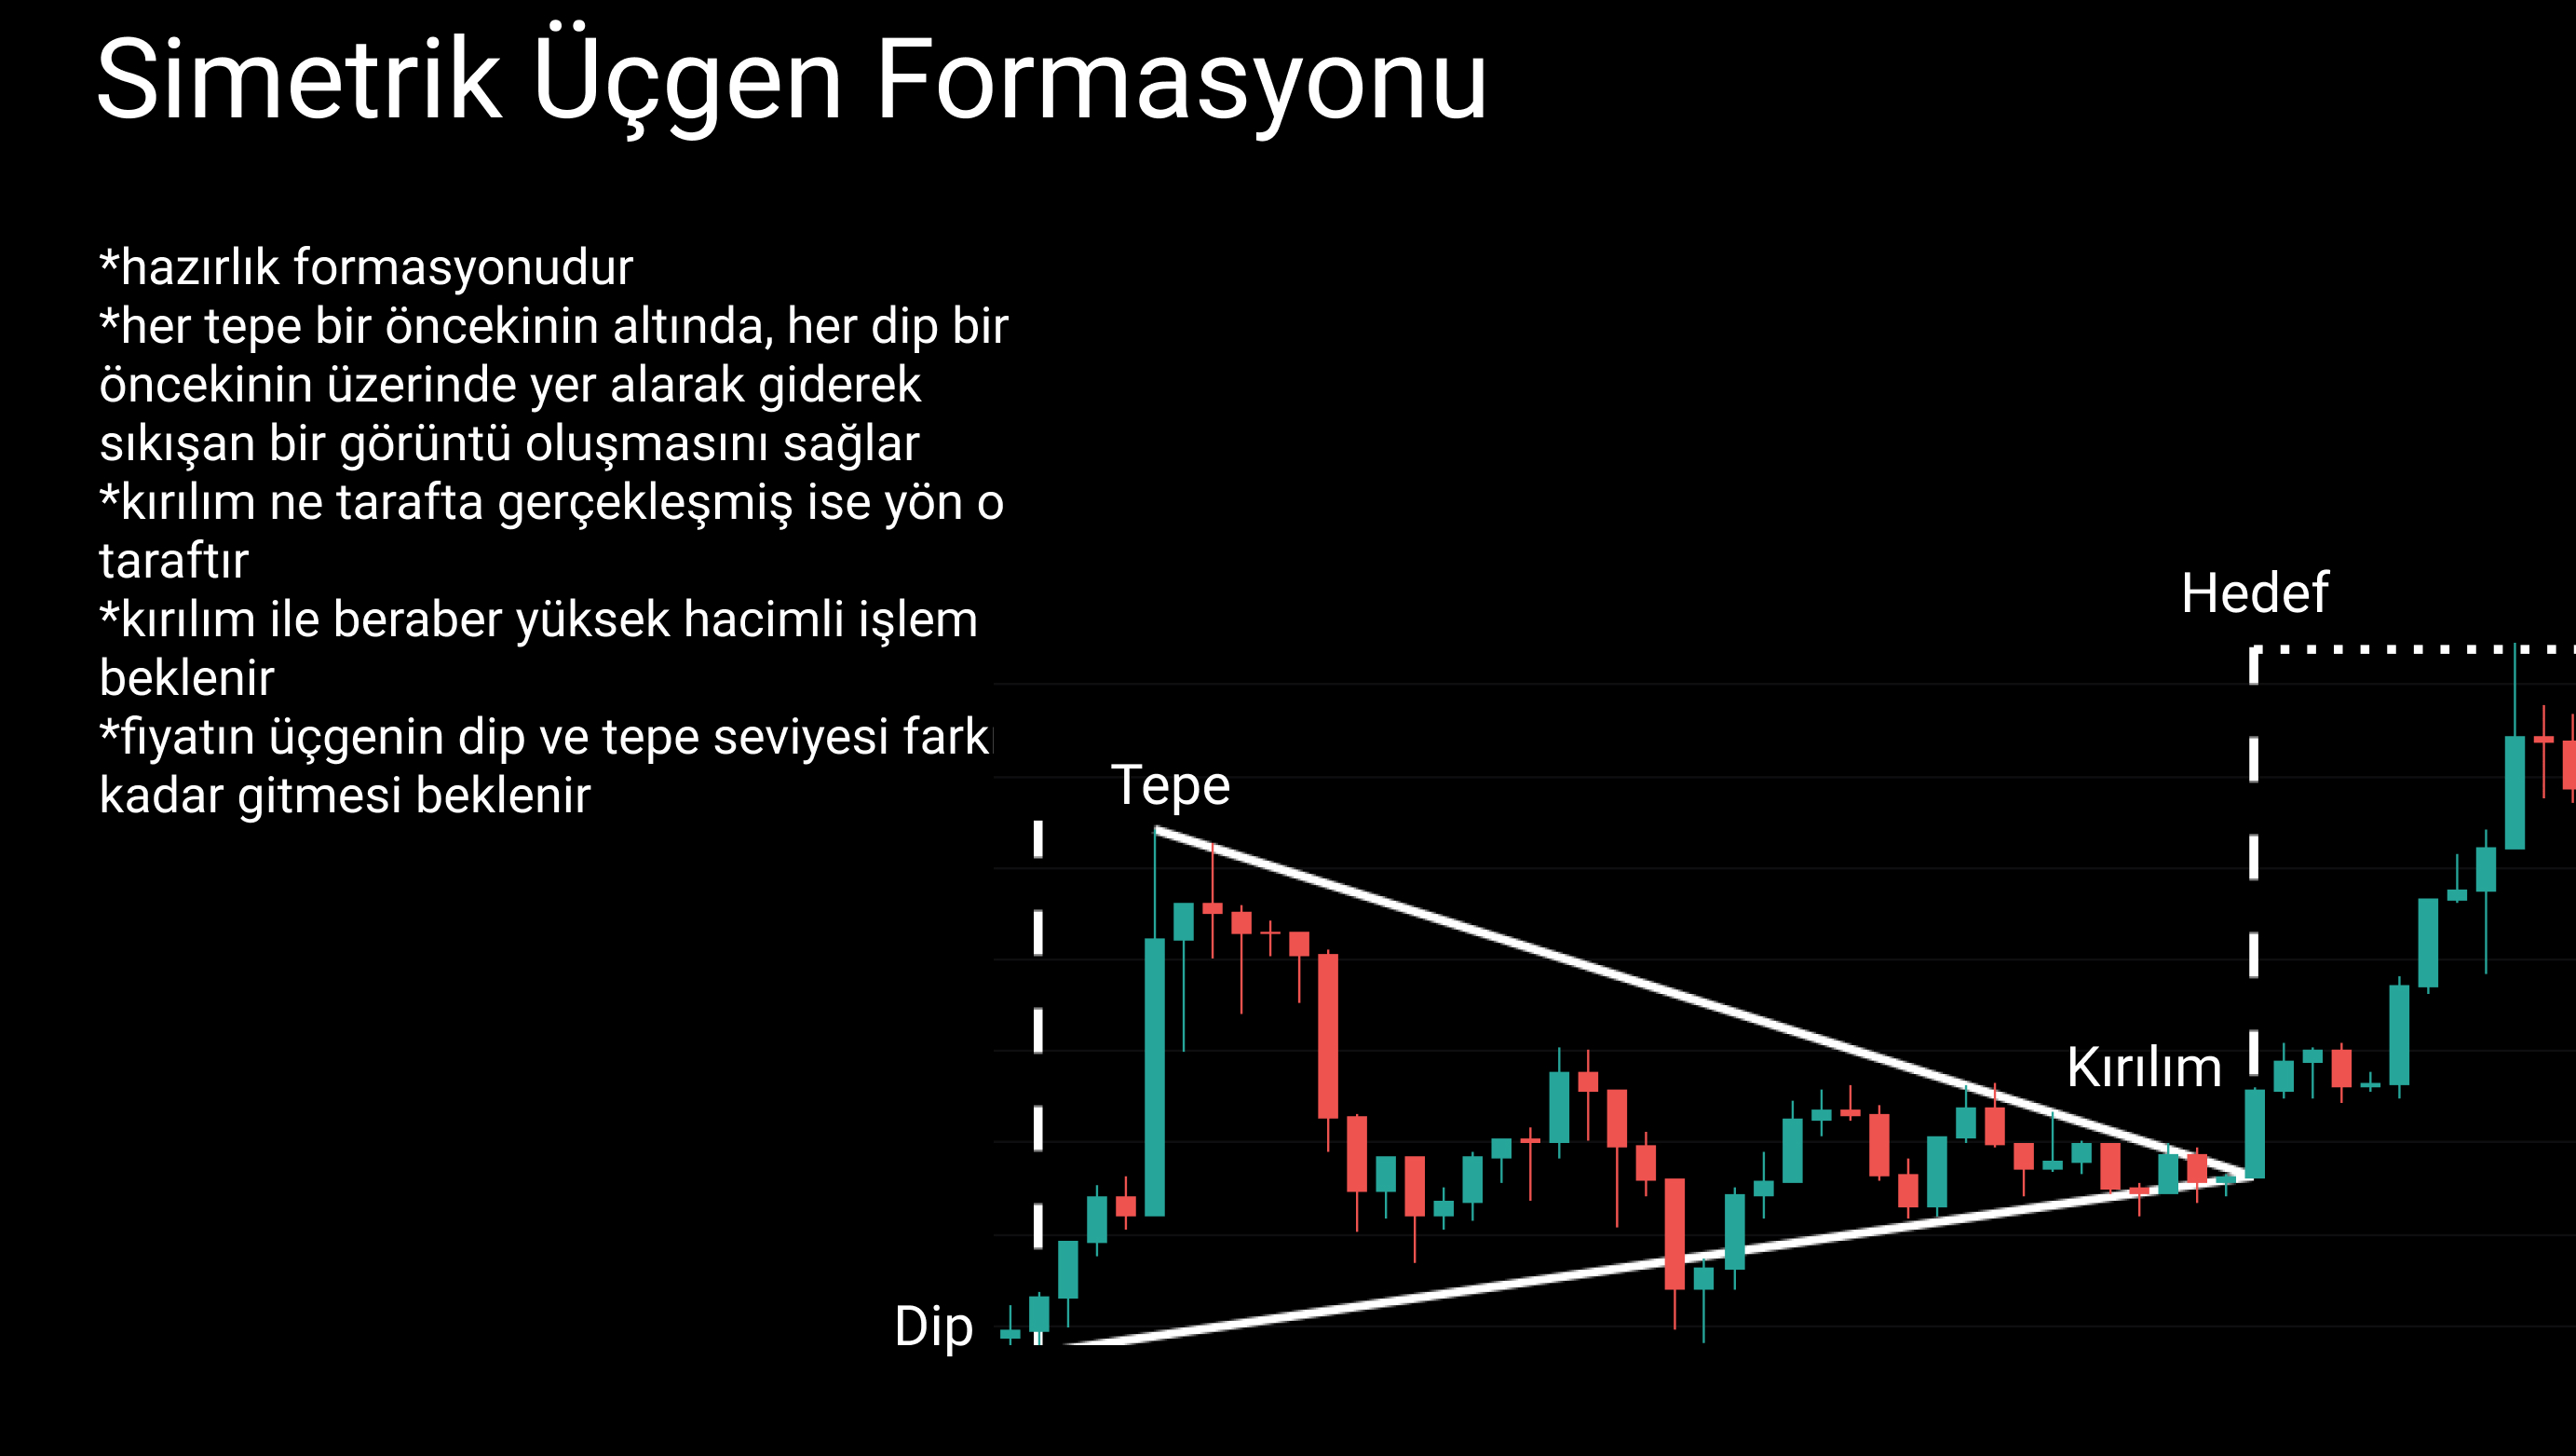 Simetrik Üçgen Formasyonu
*hazırlık formasyonudur
*her tepe bir öncekinin altında, her dip bir
öncekinin üzerinde yer alarak giderek
sıkışan bir görüntü oluşmasını sağlar
*kırılım ne tarafta gerçekleşmiş ise yön o
taraftır
*kırılım ile beraber yüksek hacimli işlem
beklenir
*fiyatın üçgenin dip ve tepe seviyesi farkı
kadar gitmesi beklenir
Hedef
Tepe
Kırılım
Dip